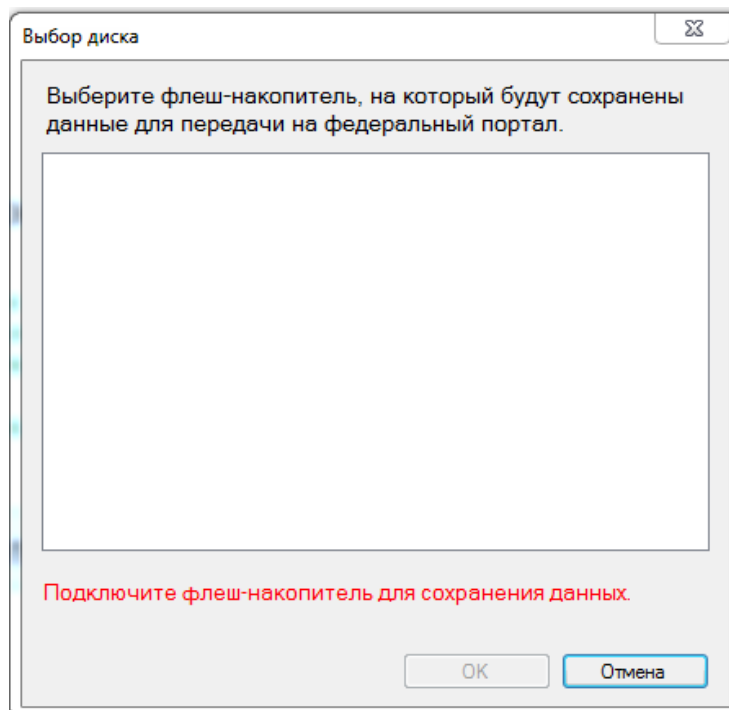 Выбор диска
Выберите флеш-накопитель, на который будут сохранены
данные для передачи на федеральный портал.
Подключите флеш-накопитель для сохранения данных.
OK
Отмена